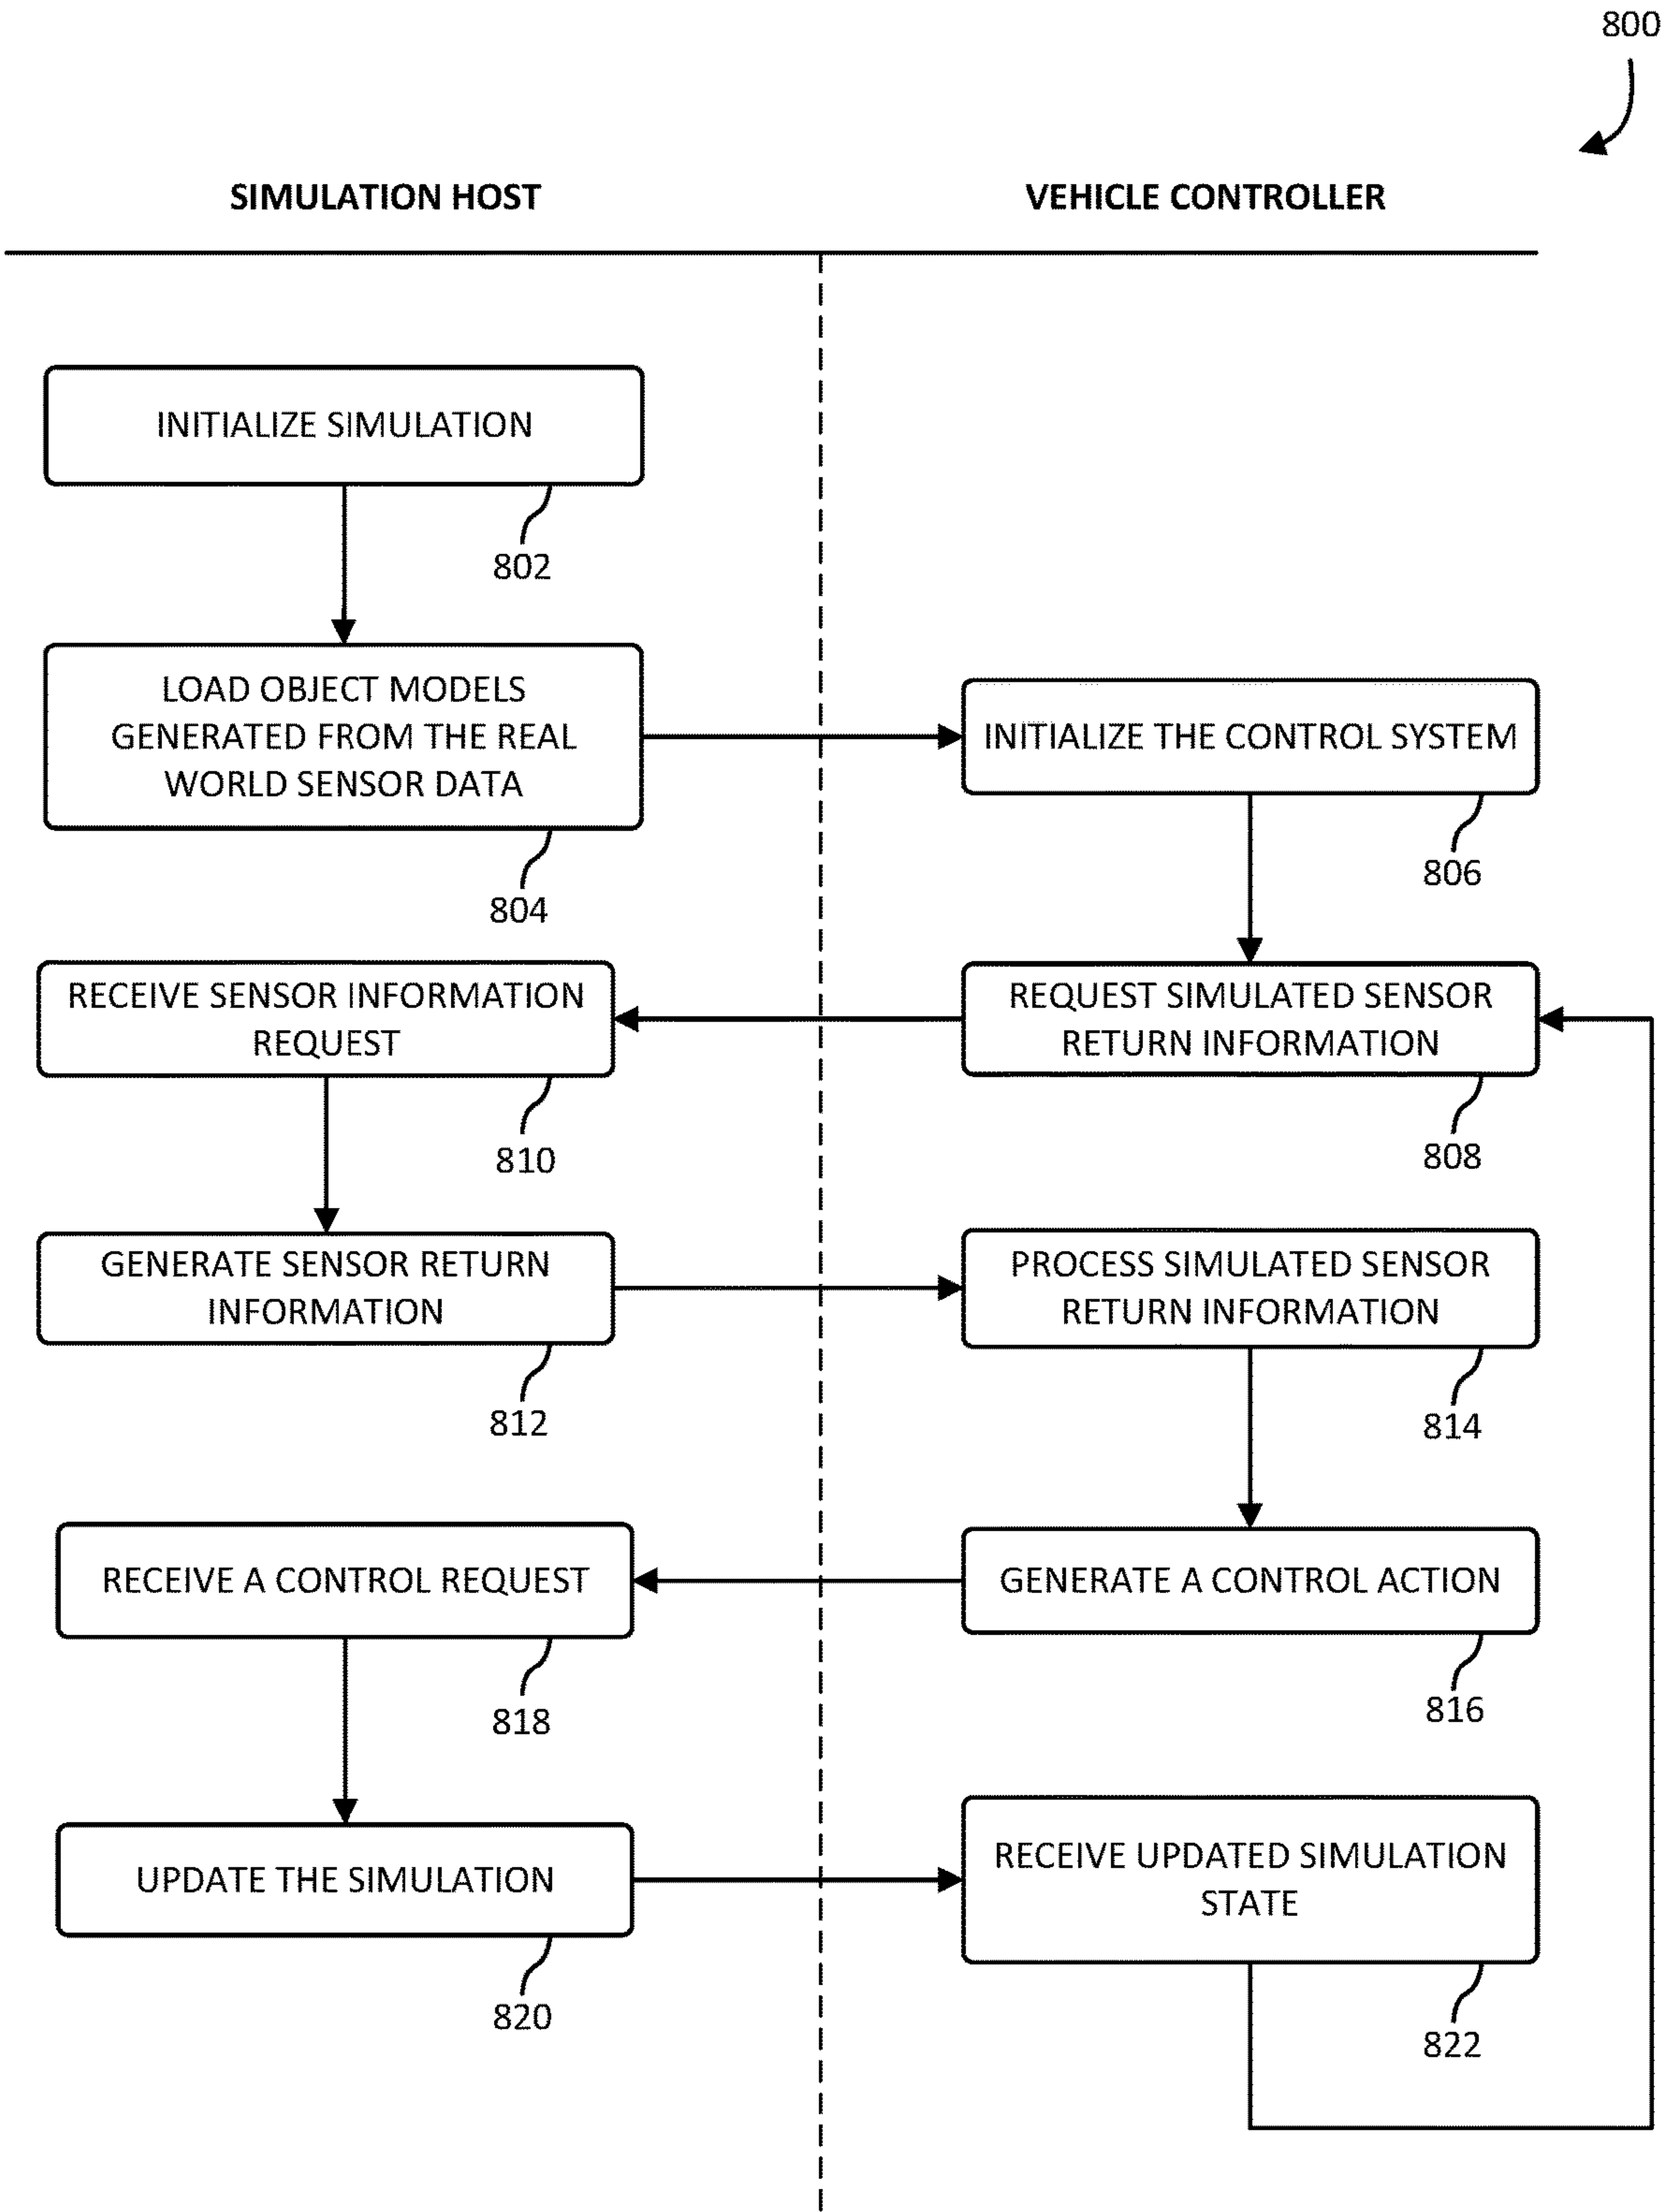 800
SIMULATION HOST
VEHICLE CONTROLLER
INITIALIZE SIMULATION
802
LOAD OBJECT MODELS
GENERATED FROM THE REAL
WORLD SENSOR DATA
804
INITIALIZE THE CONTROL SYSTEM
806
RECEIVE SENSOR INFORMATION
REQUEST
810
REQUEST SIMULATED SENSOR
RETURN INFORMATION
808
GENERATE SENSOR RETURN
INFORMATION
812
PROCESS SIMULATED SENSOR
RETURN INFORMATION
814
RECEIVE A CONTROL REQUEST
818
GENERATE A CONTROL ACTION
816
UPDATE THE SIMULATION
820
RECEIVE UPDATED SIMULATION
STATE
822